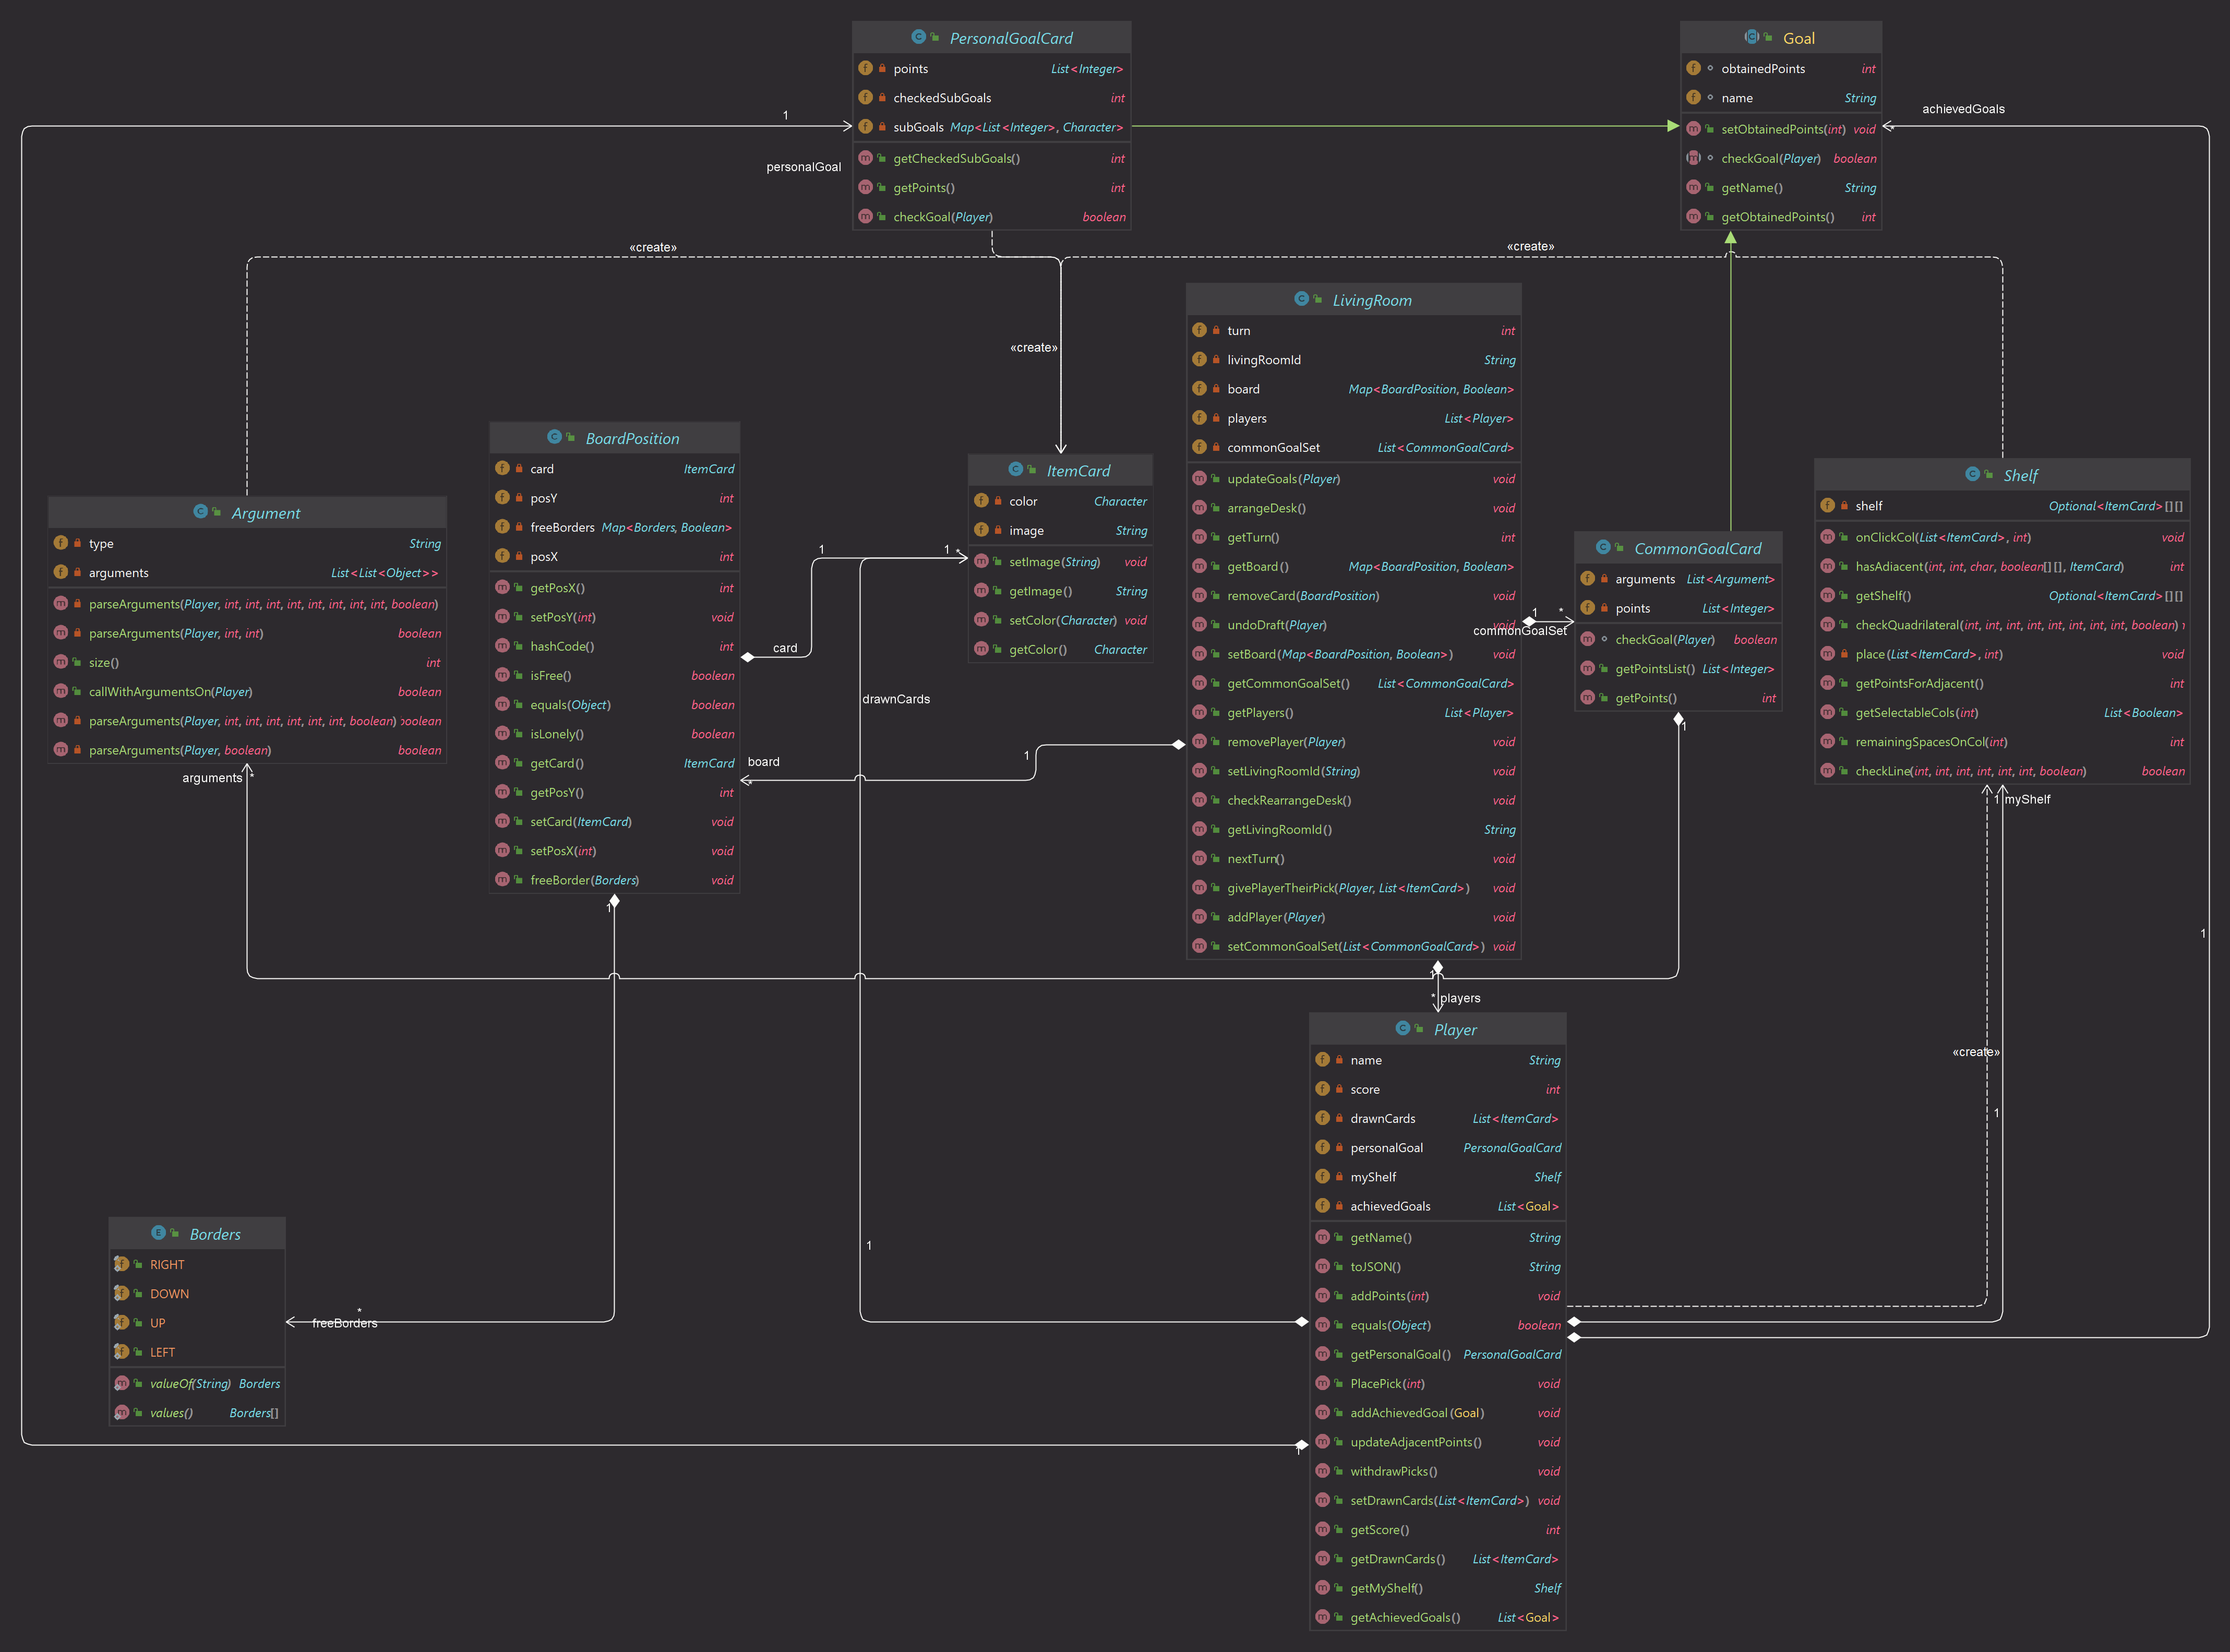 PersonalGoalCard
points List<Integer>
checkedSubGoals int
subGoals Map<List<Integer>, Character>
getCheckedSubGoals() int
getPoints() int
checkGoal(Player) boolean
Goal
obtainedPoints int
name String
setObtainedPoints(int) void
checkGoal(Player) boolean
getName() String
getObtainedPoints() int
achievedGoals
*
1
personalGoal
«create»
«create»
«create»
LivingRoom
turn int
livingRoomId String
board Map<BoardPosition, Boolean>
players List<Player>
commonGoalSet List<CommonGoalCard>
updateGoals(Player) void
arrangeDesk() void
getTurn() int
getBoard() Map<BoardPosition, Boolean>
removeCard(BoardPosition) void
undoDraft(Player) void
setBoard(Map<BoardPosition, Boolean>) void
getCommonGoalSet() List<CommonGoalCard>
getPlayers() List<Player>
removePlayer(Player) void
setLivingRoomId(String) void
checkRearrangeDesk() void
getLivingRoomId() String
nextTurn() void
givePlayerTheirPick(Player, List<ItemCard>) void
addPlayer(Player) void
setCommonGoalSet(List<CommonGoalCard>) void
BoardPosition
card ItemCard
posY int
freeBorders Map<Borders, Boolean>
posX int
getPosX() int
setPosY(int) void
hashCode() int
isFree() boolean
equals(Object) boolean
isLonely() boolean
getCard() ItemCard
getPosY() int
setCard(ItemCard) void
setPosX(int) void
freeBorder(Borders) void
ItemCard
color Character
image String
setImage(String) void
getImage() String
setColor(Character) void
getColor() Character
Shelf
shelf Optional<ItemCard>[][]
onClickCol(List<ItemCard>, int) void
hasAdiacent(int, int, char, boolean[][], ItemCard) int
getShelf() Optional<ItemCard>[][]
checkQuadrilateral(int, int, int, int, int, int, int, int, boolean)
place(List<ItemCard>, int) void
getPointsForAdjacent() int
getSelectableCols(int) List<Boolean>
remainingSpacesOnCol(int) int
checkLine(int, int, int, int, int, int, boolean) boolean
Argument
type String
arguments List<List<Object>>
parseArguments(Player, int, int, int, int, int, int, int, int, boolean)
parseArguments(Player, int, int) boolean
size() int
callWithArgumentsOn(Player) boolean
parseArguments(Player, int, int, int, int, int, int, boolean) boolean
parseArguments(Player, boolean) boolean
CommonGoalCard
arguments List<Argument>
points List<Integer>
checkGoal(Player) boolean
getPointsList() List<Integer>
getPoints() int
1
1 *
card
drawnCards
1 *
commonGoalSet
1
1
board
*
arguments *
1 myShelf
1
1
1
* players
«create»
1
1
Player
name String
score int
drawnCards List<ItemCard>
personalGoal PersonalGoalCard
myShelf Shelf
achievedGoals List<Goal>
getName() String
toJSON() String
addPoints(int) void
equals(Object) boolean
getPersonalGoal() PersonalGoalCard
PlacePick(int) void
addAchievedGoal(Goal) void
updateAdjacentPoints() void
withdrawPicks() void
setDrawnCards(List<ItemCard>) void
getScore() int
getDrawnCards() List<ItemCard>
getMyShelf() Shelf
getAchievedGoals() List<Goal>
Borders
RIGHT
DOWN
UP
LEFT
valueOf(String) Borders
values() Borders[]
*
freeBorders
1